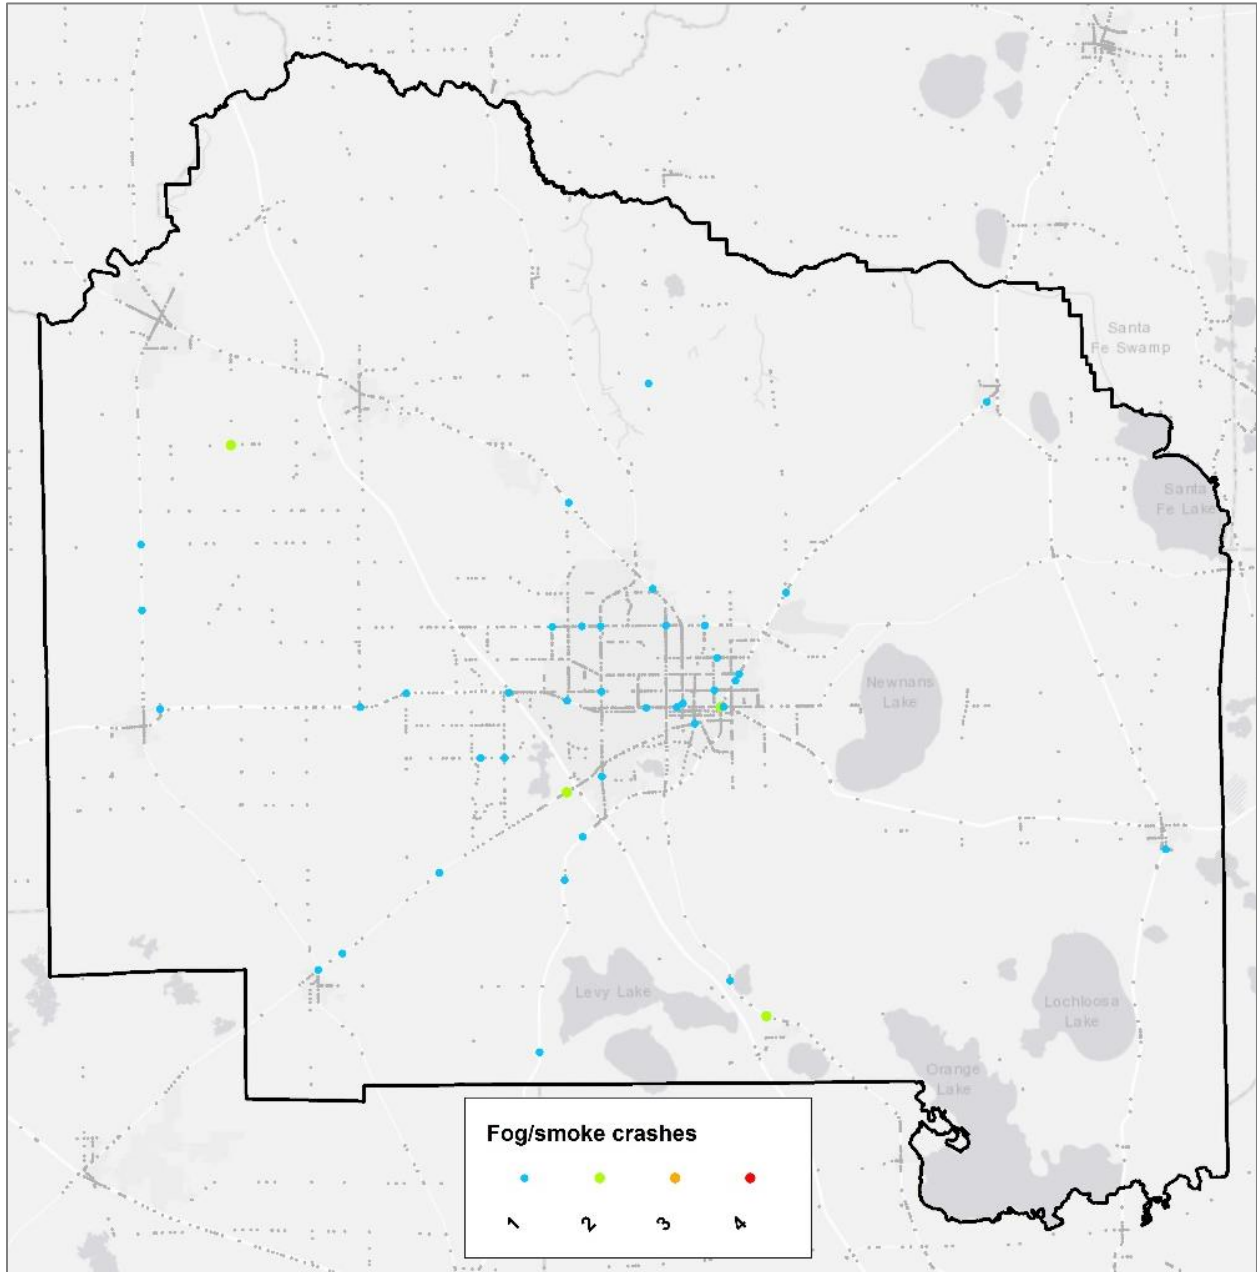 Santa
Fe Swamp
Santa
Fe Lake
Newnans
Lake
Levy Lake
Lochloosa
Lake
Orange
Lake
Fog/smoke crashes
1 2 3 4